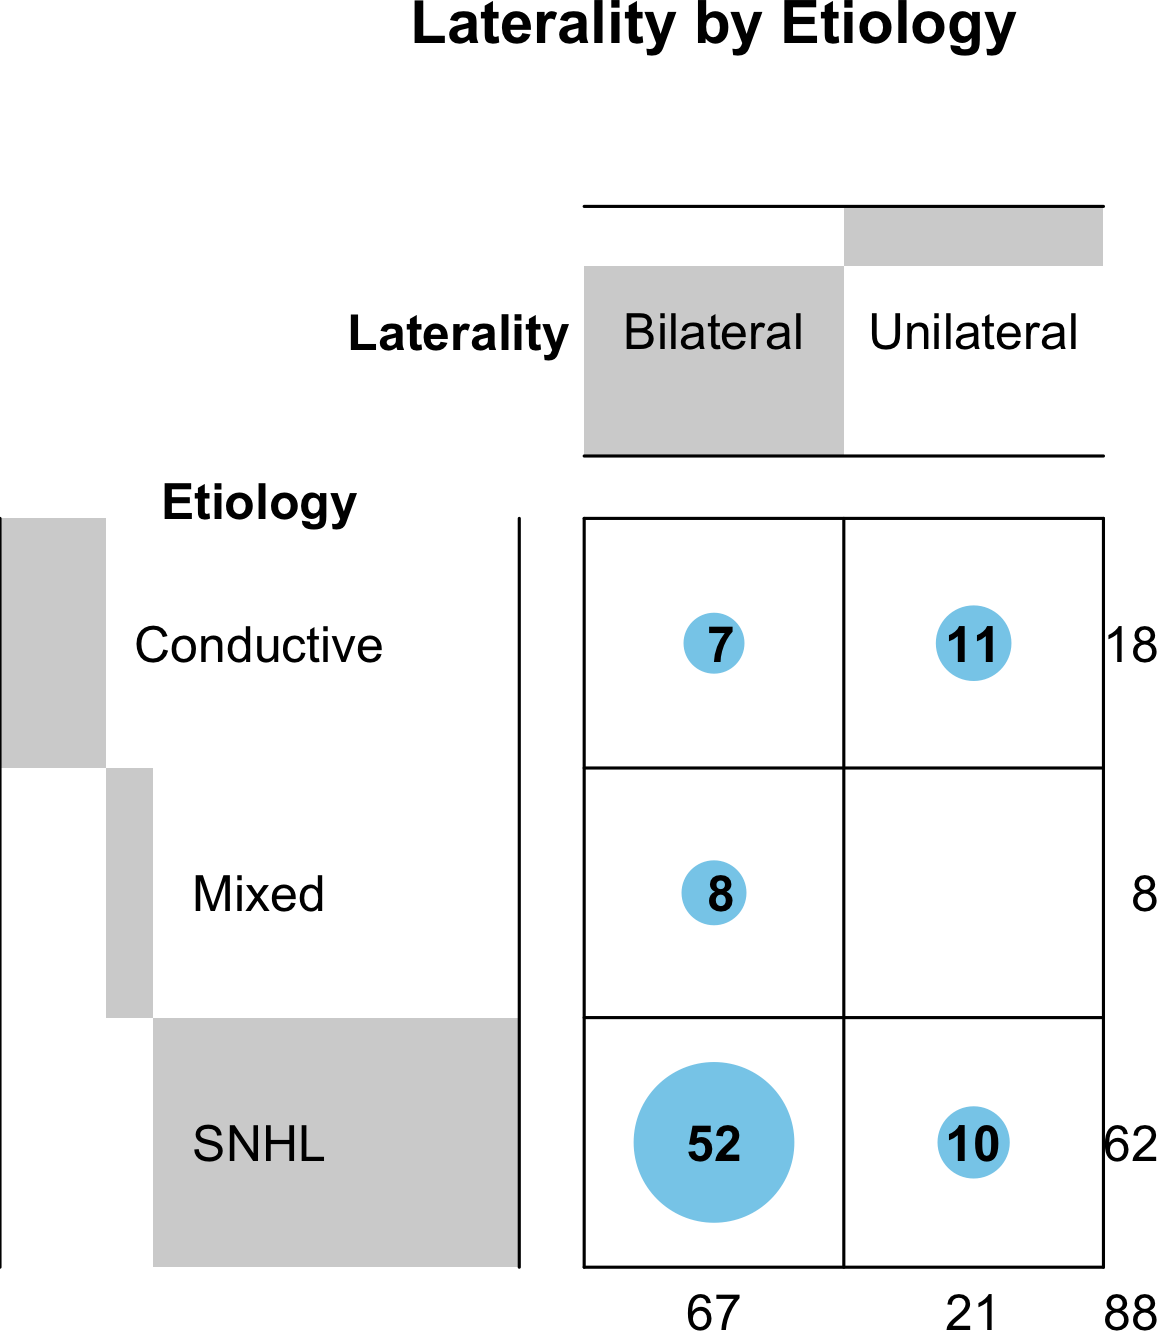 Laterality by Etiology
Laterality Bilateral Unilateral
Etiology
Conductive 7 11 18
Mixed 8 8
SNHL 52 10 62
67 21 88